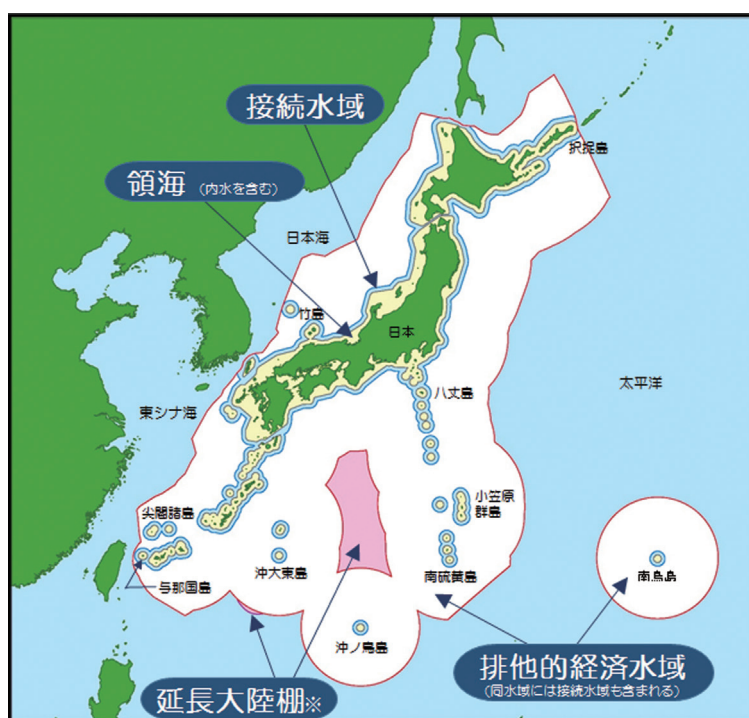 接続水域
択捉島
領海 (内水を含む)
日本海
竹島
日本
太平洋
八丈島
東シナ海
小笠原
群島
尖閣諸島
沖大東島
南硫黄島
南鳥島
与那国島
沖ノ鳥島
排他的経済水域
(同水域には接続水域も含まれる)
延長大陸棚※